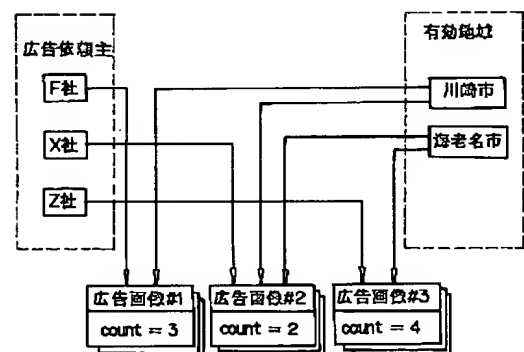 広告依頼主
F社
X社
Z社
有効地域
川崎市
海老名市
広告画像#1
count = 3
広告画像#2
count = 2
広告画像#3
count = 4